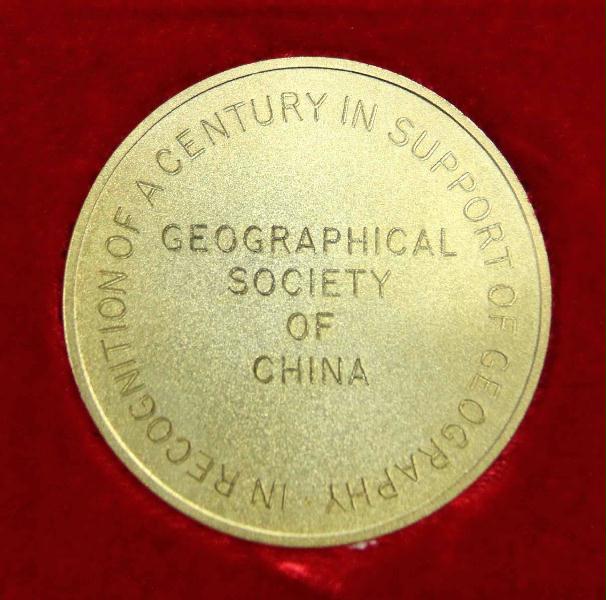 IN RECOGNITION OF A CENTURY IN SUPPORT OF GEOGRAPHY ·
GEOGRAPHICAL
SOCIETY
OF
CHINA